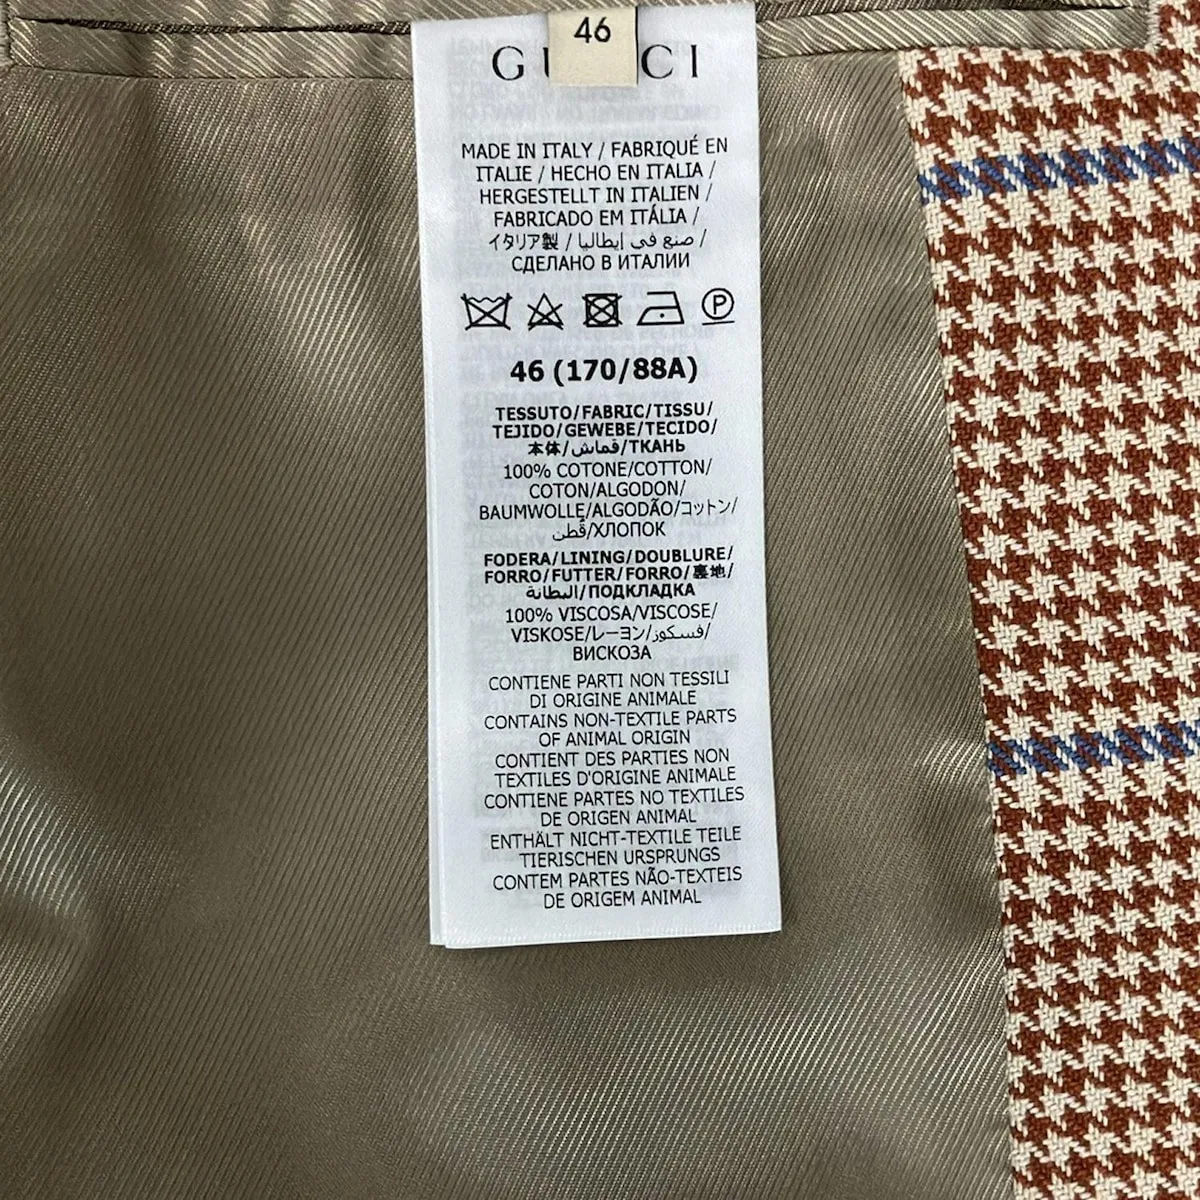 46
GUCCI
MADE IN ITALY / FABRIQUÉ EN
ITALIE / HECHO EN ITALIA /
HERGESTELLT IN ITALIEN /
FABRICADO EM ITÁLIA /
イタリア製 / صنع في إيطاليا /
СДЕЛАНО В ИТАЛИИ
P
46 (170/88A)
TESSUTO/FABRIC/TISSU/
TEJIDO/GEWEBE/TECIDO/
本体/قماش/ТКАНЬ
100% COTONE/COTTON/
COTON/ALGODON/
BAUMWOLLE/ALGODÃO/コットン/
قطن/ХЛОПОК
FODERA/LINING/DOUBLURE/
FORRO/FUTTER/FORRO/裏地/
البطانة/ПОДКЛАДКА
100% VISCOSA/VISCOSE/
VISKOSE/レーヨン/فسكوز/
ВИСКОЗА
CONTIENE PARTI NON TESSILI
DI ORIGINE ANIMALE
CONTAINS NON-TEXTILE PARTS
OF ANIMAL ORIGIN
CONTIENT DES PARTIES NON
TEXTILES D'ORIGINE ANIMALE
CONTIENE PARTES NO TEXTILES
DE ORIGEN ANIMAL
ENTHÄLT NICHT-TEXTILE TEILE
TIERISCHEN URSPRUNGS
CONTEM PARTES NÃO-TEXTEIS
DE ORIGEM ANIMAL